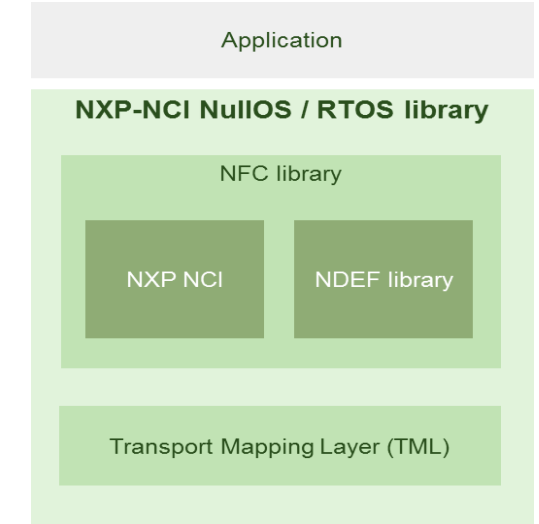 Application
NXP-NCI NullOS / RTOS library
NFC library
NXP NCI
NDEF library
Transport Mapping Layer (TML)